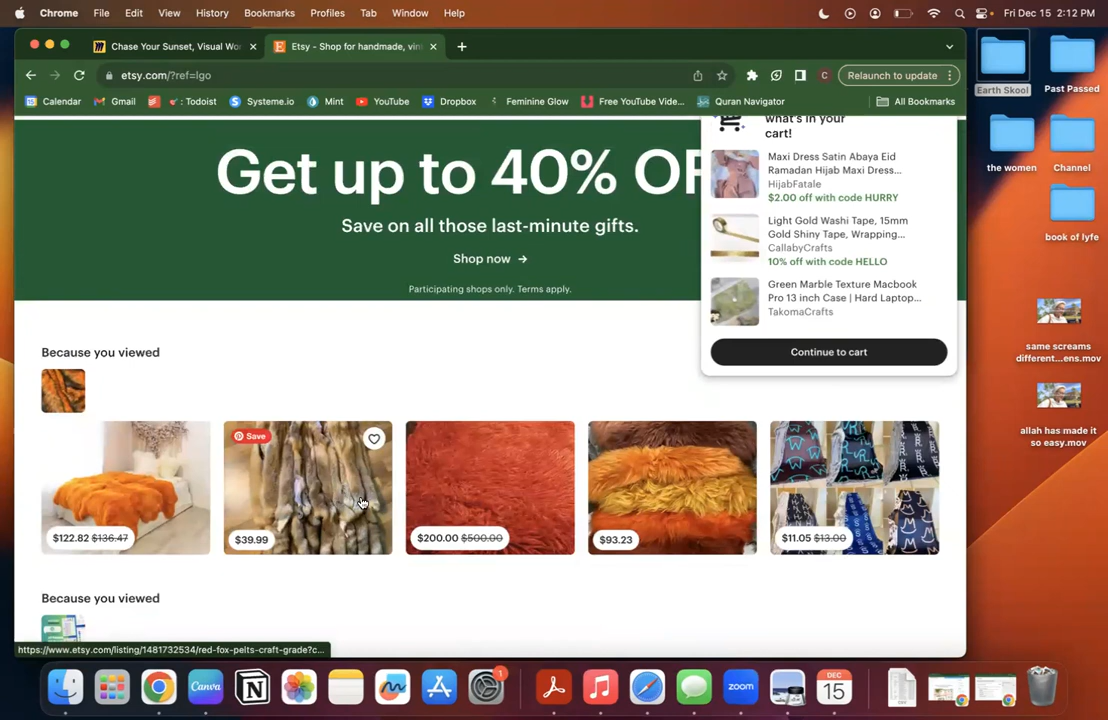 Chrome File Edit View History Bookmarks Profiles Tab Window Help Fri Dec 15 2:12 PM
Chase Your Sunset, Visual Wo
Etsy - Shop for handmade, vin
etsy.com/?ref=lgo
C
Relaunch to update
Calendar Gmail : Todoist Systeme.io Mint YouTube Dropbox Feminine Glow Free YouTube Vide... Quran Navigator All Bookmarks
Get up to 40% OF
Save on all those last-minute gifts.
Shop now →
Participating shops only. Terms apply.
what's in your
cart!
Maxi Dress Satin Abaya Eid
Ramadan Hijab Maxi Dress...
HijabFatale
$2.00 off with code HURRY
Light Gold Washi Tape, 15mm
Gold Shiny Tape, Wrapping...
CallabyCrafts
10% off with code HELLO
Green Marble Texture Macbook
Pro 13 inch Case | Hard Laptop...
TakomaCrafts
Continue to cart
Because you viewed
Save
$122.82 $136.47
$39.99
$200.00 $500.00
$93.23
$11.05 $13.00
Because you viewed
https://www.etsy.com/listing/1481732534/red-fox-pelts-craft-grade?c...
Earth Skool
Past Passed
the women
Channel
book of lyfe
same screams
different...ens.mov
allah has made it
so easy.mov
Canva
1
zoom
DEC
15